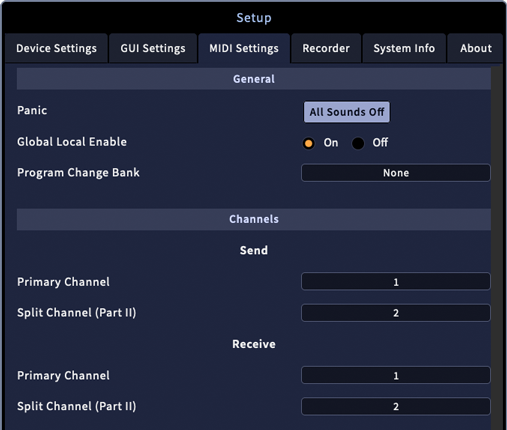 Setup
Device Settings GUI Settings MIDI Settings Recorder System Info About
General
Panic All Sounds Off
Global Local Enable On Off
Program Change Bank None
Channels
Send
Primary Channel 1
Split Channel (Part II) 2
Receive
Primary Channel 1
Split Channel (Part II) 2